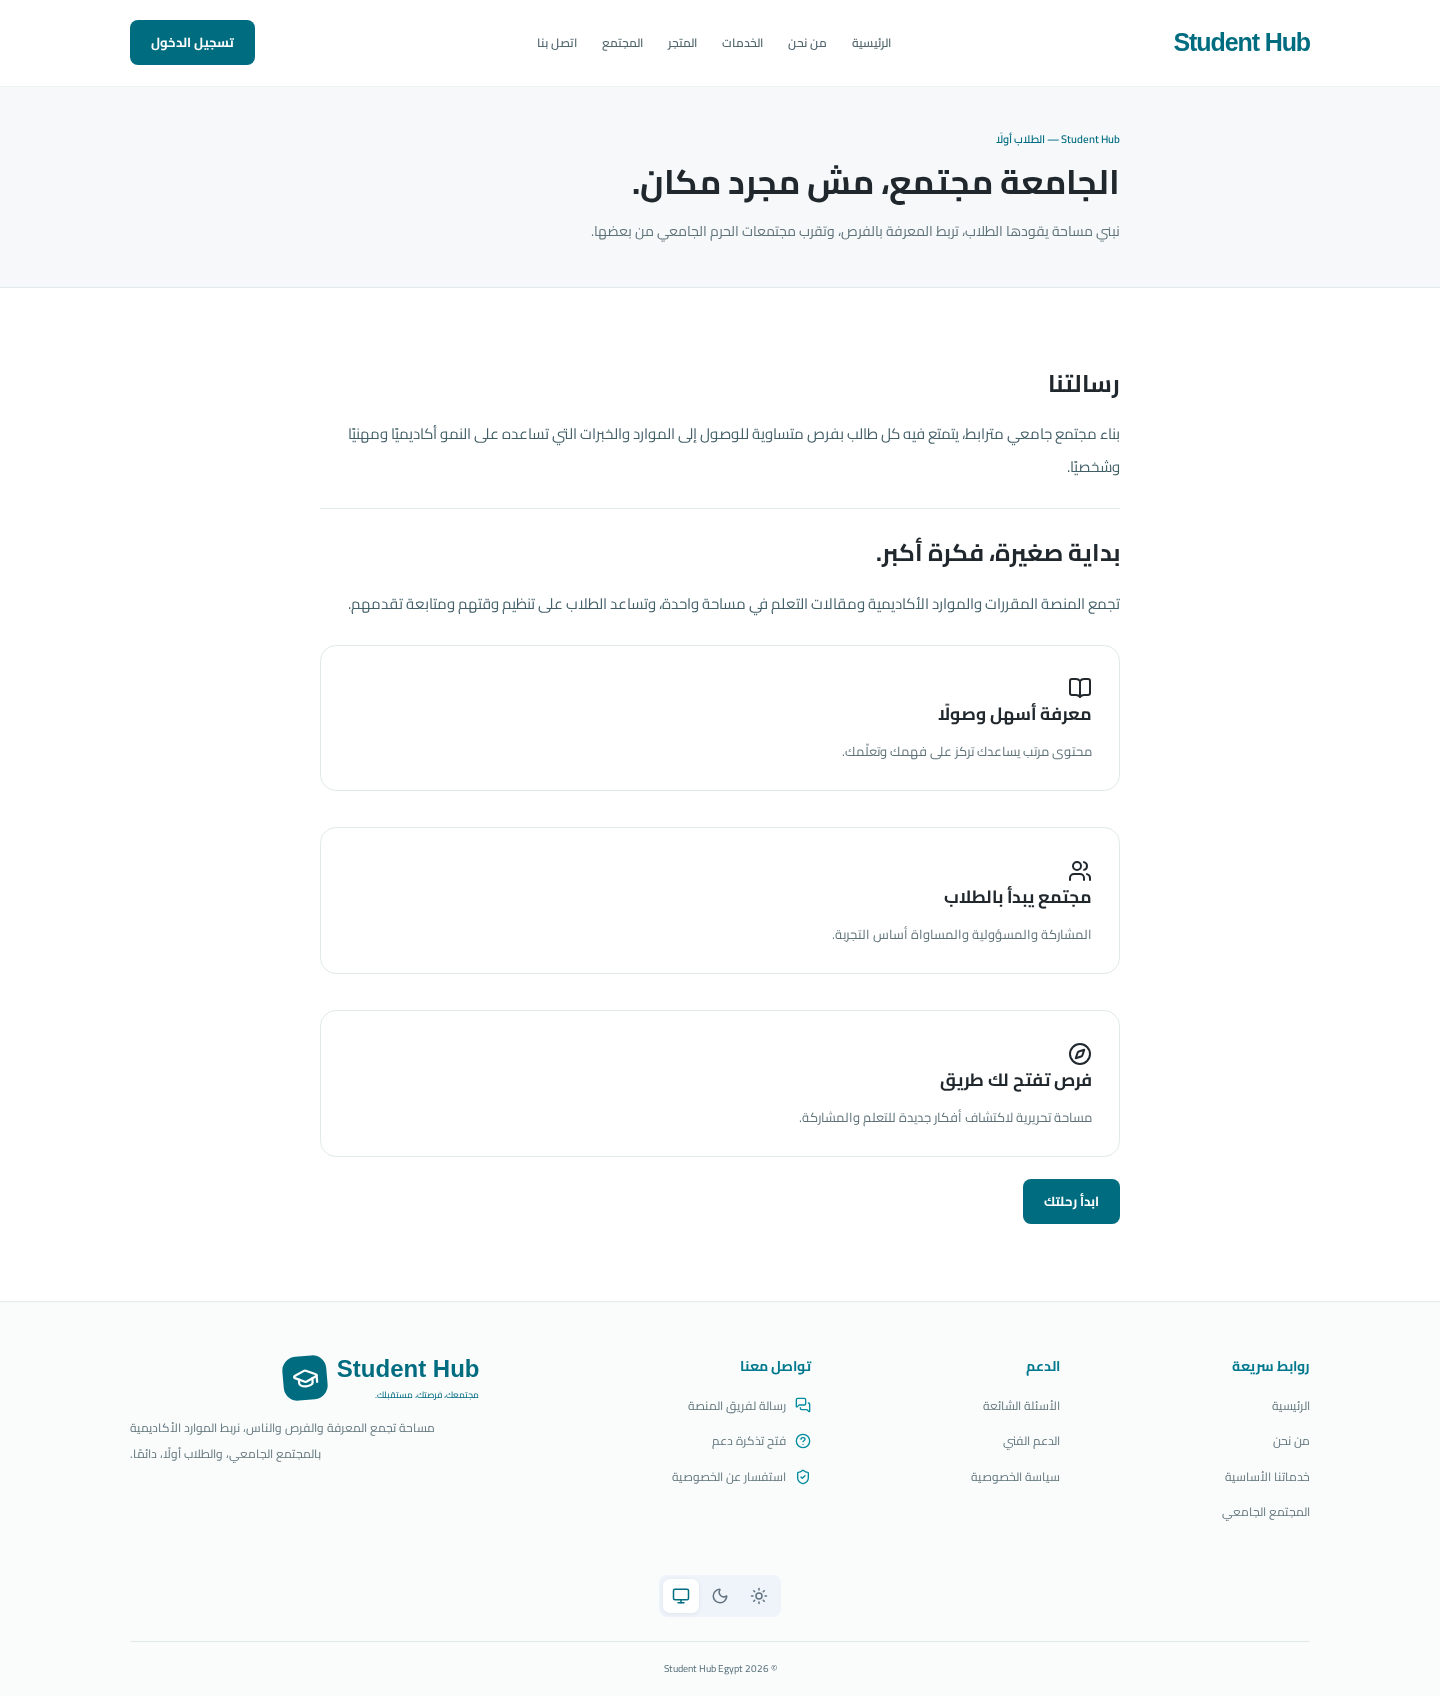 Student Hub
الرئيسية
من نحن
الخدمات
المتجر
المجتمع
اتصل بنا
تسجيل الدخول
Student Hub — الطلاب أولًا
الجامعة مجتمع، مش مجرد مكان.
نبني مساحة يقودها الطلاب، تربط المعرفة بالفرص، وتقرب مجتمعات الحرم الجامعي من بعضها.
رسالتنا
بناء مجتمع جامعي مترابط، يتمتع فيه كل طالب بفرص متساوية للوصول إلى الموارد والخبرات التي تساعده على النمو أكاديميًا ومهنيًا
وشخصيًا.
بداية صغيرة، فكرة أكبر.
تجمع المنصة المقررات والموارد الأكاديمية ومقالات التعلم في مساحة واحدة، وتساعد الطلاب على تنظيم وقتهم ومتابعة تقدمهم.
معرفة أسهل وصولًا
محتوى مرتب يساعدك تركز على فهمك وتعلّمك.
مجتمع يبدأ بالطلاب
المشاركة والمسؤولية والمساواة أساس التجربة.
فرص تفتح لك طريق
مساحة تحريرية لاكتشاف أفكار جديدة للتعلم والمشاركة.
ابدأ رحلتك
روابط سريعة
الرئيسية
من نحن
خدماتنا الأساسية
المجتمع الجامعي
الدعم
الأسئلة الشائعة
الدعم الفني
سياسة الخصوصية
تواصل معنا
رسالة لفريق المنصة
فتح تذكرة دعم
استفسار عن الخصوصية
Student Hub
مجتمعك، فرصتك، مستقبلك.
مساحة تجمع المعرفة والفرص والناس، نربط الموارد الأكاديمية
بالمجتمع الجامعي، والطلاب أولًا، دائمًا.
© 2026 Student Hub Egypt